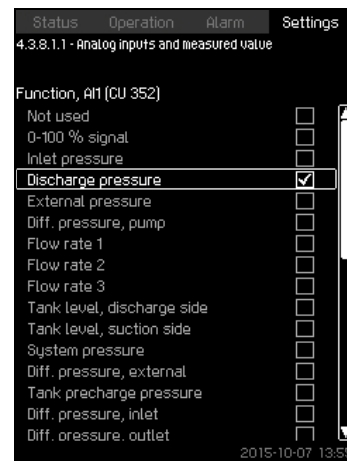 Status Operation Alarm Settings
4.3.8.1.1 - Analog inputs and measured value
Function, AI1 (CU 352)
Not used
0-100 % signal
Inlet pressure
Discharge pressure
External pressure
Diff. pressure, pump
Flow rate 1
Flow rate 2
Flow rate 3
Tank level, discharge side
Tank level, suction side
System pressure
Diff. pressure, external
Tank precharge pressure
Diff. pressure, inlet
Diff. pressure, outlet
2015-10-07 13:55